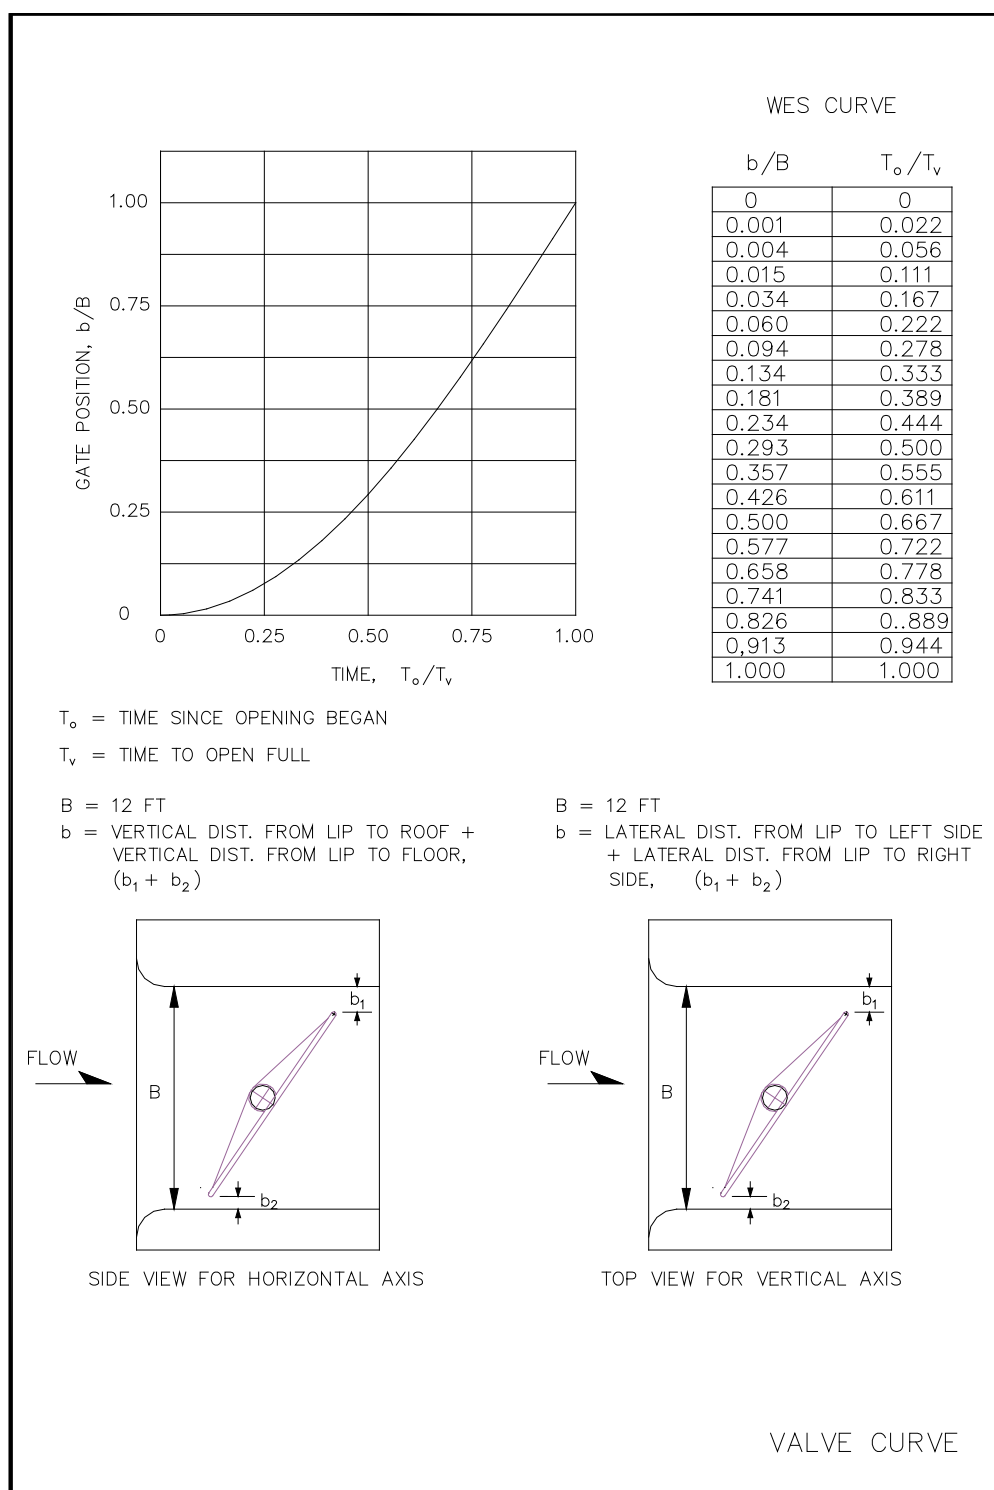 WES CURVE
b/B To/Tv
0 0
0.001 0.022
0.004 0.056
0.015 0.111
0.034 0.167
0.060 0.222
0.094 0.278
0.134 0.333
0.181 0.389
0.234 0.444
0.293 0.500
0.357 0.555
0.426 0.611
0.500 0.667
0.577 0.722
0.658 0.778
0.741 0.833
0.826 0..889
0,913 0.944
1.000 1.000
GATE POSITION, b/B
1.00
0.75
0.50
0.25
0
0 0.25 0.50 0.75 1.00
TIME, To/Tv
To = TIME SINCE OPENING BEGAN
Tv = TIME TO OPEN FULL
B = 12 FT
b = VERTICAL DIST. FROM LIP TO ROOF +
VERTICAL DIST. FROM LIP TO FLOOR,
(b1 + b2)
B = 12 FT
b = LATERAL DIST. FROM LIP TO LEFT SIDE
+ LATERAL DIST. FROM LIP TO RIGHT
SIDE, (b1 + b2)
FLOW
B
b1
b2
SIDE VIEW FOR HORIZONTAL AXIS
FLOW
B
b1
b2
TOP VIEW FOR VERTICAL AXIS
VALVE CURVE